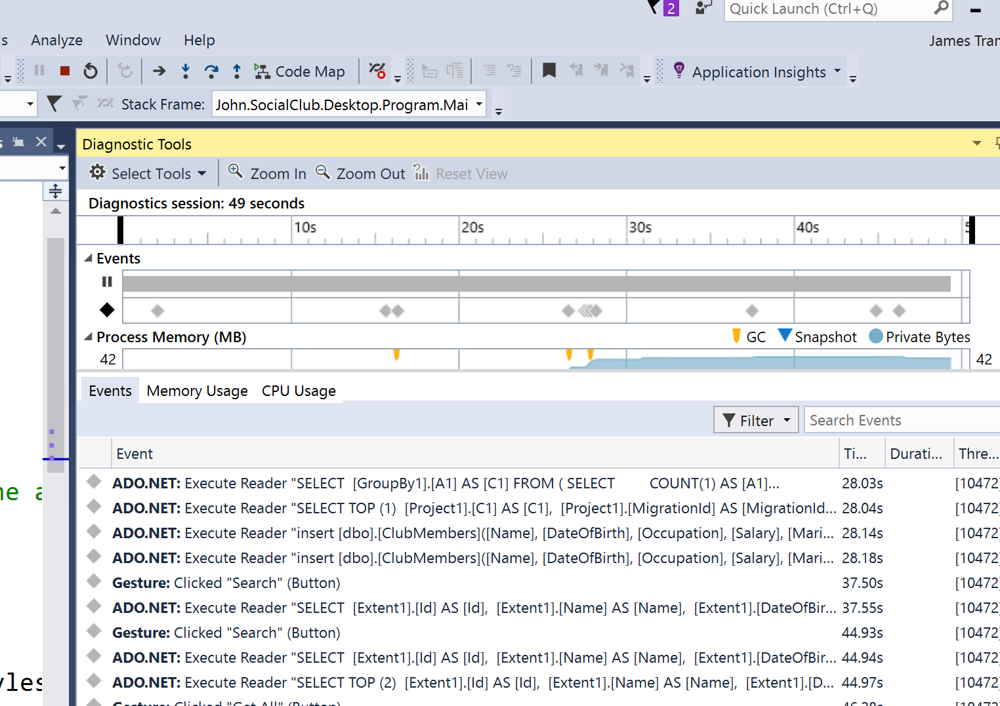 2 Quick Launch (Ctrl+Q)
Analyze Window Help James Tran
Code Map Application Insights
Stack Frame: John.SocialClub.Desktop.Program.Mai
Diagnostic Tools
Select Tools Zoom In Zoom Out Reset View
Diagnostics session: 49 seconds
10s 20s 30s 40s
Events
Process Memory (MB) GC Snapshot Private Bytes
42 42
Events Memory Usage CPU Usage
Filter Search Events
Event Ti... Durati... Thre...
ADO.NET: Execute Reader "SELECT [GroupBy1].[A1] AS [C1] FROM ( SELECT COUNT(1) AS [A1]... 28.03s [10472]
ADO.NET: Execute Reader "SELECT TOP (1) [Project1].[C1] AS [C1], [Project1].[MigrationId] AS [MigrationId... 28.04s [10472]
ADO.NET: Execute Reader "insert [dbo].[ClubMembers]([Name], [DateOfBirth], [Occupation], [Salary], [Mari... 28.14s [10472]
ADO.NET: Execute Reader "insert [dbo].[ClubMembers]([Name], [DateOfBirth], [Occupation], [Salary], [Mari... 28.18s [10472]
Gesture: Clicked "Search" (Button) 37.50s [10472]
ADO.NET: Execute Reader "SELECT [Extent1].[Id] AS [Id], [Extent1].[Name] AS [Name], [Extent1].[DateOfBir... 37.55s [10472]
Gesture: Clicked "Search" (Button) 44.93s [10472]
ADO.NET: Execute Reader "SELECT [Extent1].[Id] AS [Id], [Extent1].[Name] AS [Name], [Extent1].[DateOfBir... 44.94s [10472]
ADO.NET: Execute Reader "SELECT TOP (2) [Extent1].[Id] AS [Id], [Extent1].[Name] AS [Name], [Extent1].[D... 44.97s [10472]
Gesture: Clicked "Get All" (Button)